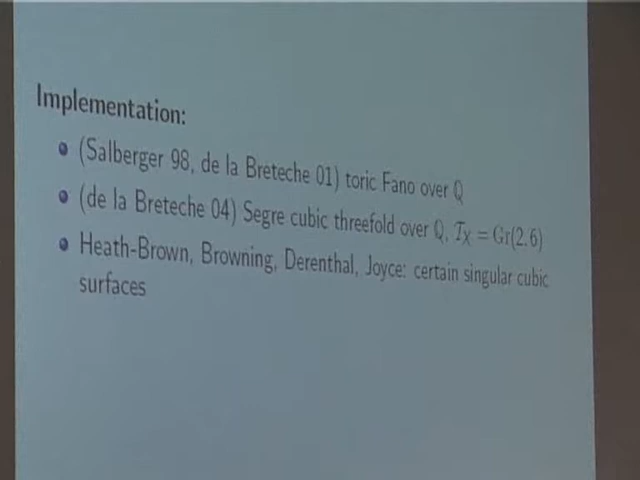 Implementation:
(Salberger 98, de la Breteche 01) toric Fano over ℚ
(de la Breteche 04) Segre cubic threefold over ℚ, 𝒯_X = Gr(2,6)
Heath-Brown, Browning, Derenthal, Joyce: certain singular cubic
surfaces